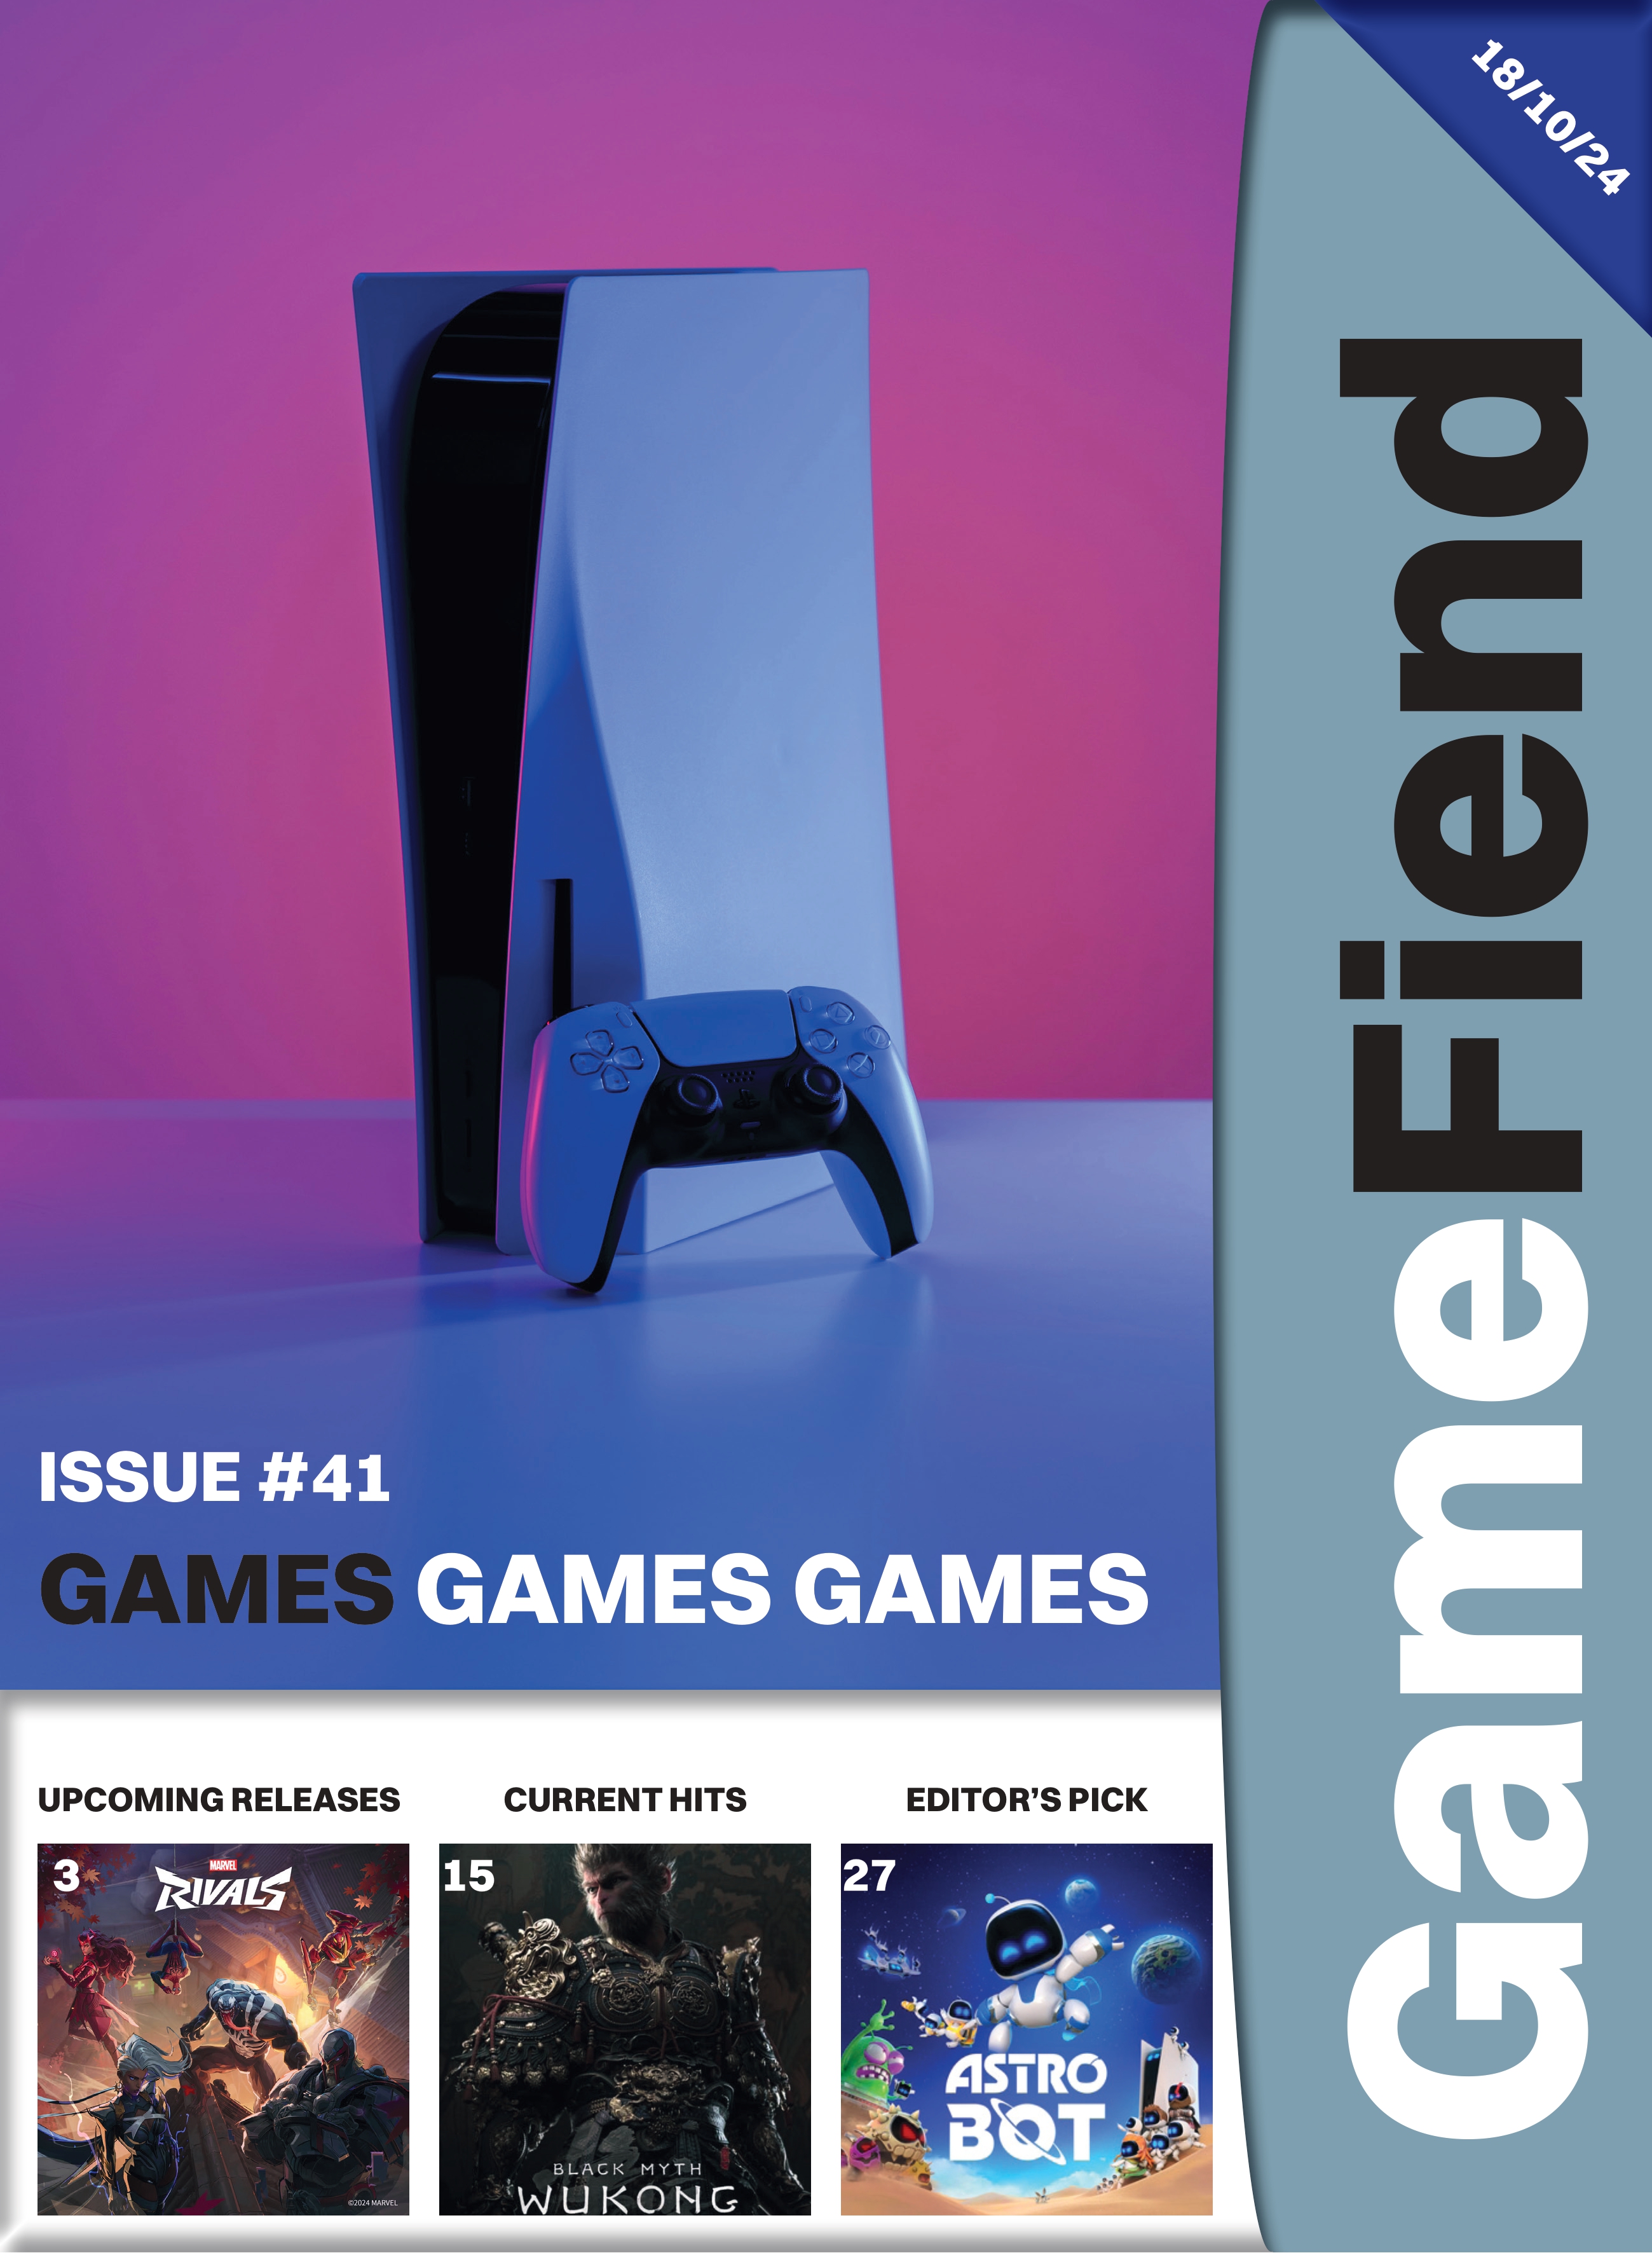 18/10/24
GameFiend
ISSUE #41
GAMES GAMES GAMES
UPCOMING RELEASES
CURRENT HITS
EDITOR’S PICK
3
MARVEL
RIVALS
©2024 MARVEL
15
BLACK MYTH
WUKONG
27
ASTRO
BOT